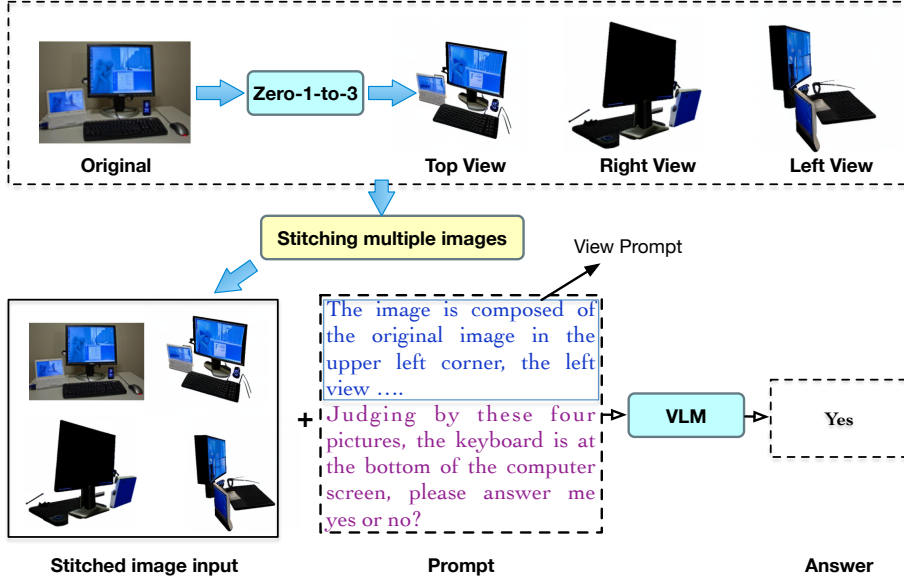 Zero-1-to-3
Original
Top View
Right View
Left View
Stitching multiple images
View Prompt
The image is composed of
the original image in the
upper left corner, the left
view ....
Judging by these four
pictures, the keyboard is at
the bottom of the computer
screen, please answer me
yes or no?
+
VLM
Yes
Stitched image input
Prompt
Answer